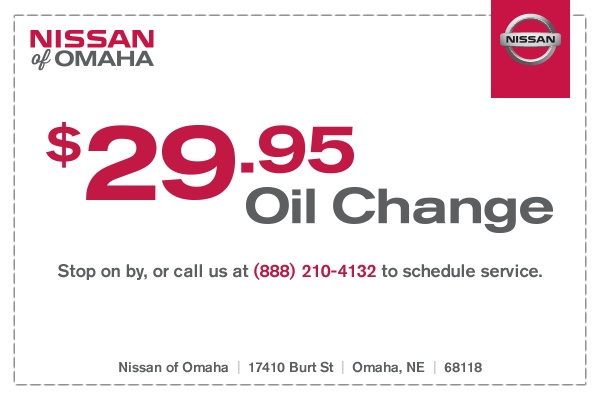 NISSAN
of OMAHA
NISSAN
$29.95
Oil Change
Stop on by, or call us at (888) 210-4132 to schedule service.
Nissan of Omaha | 17410 Burt St | Omaha, NE | 68118